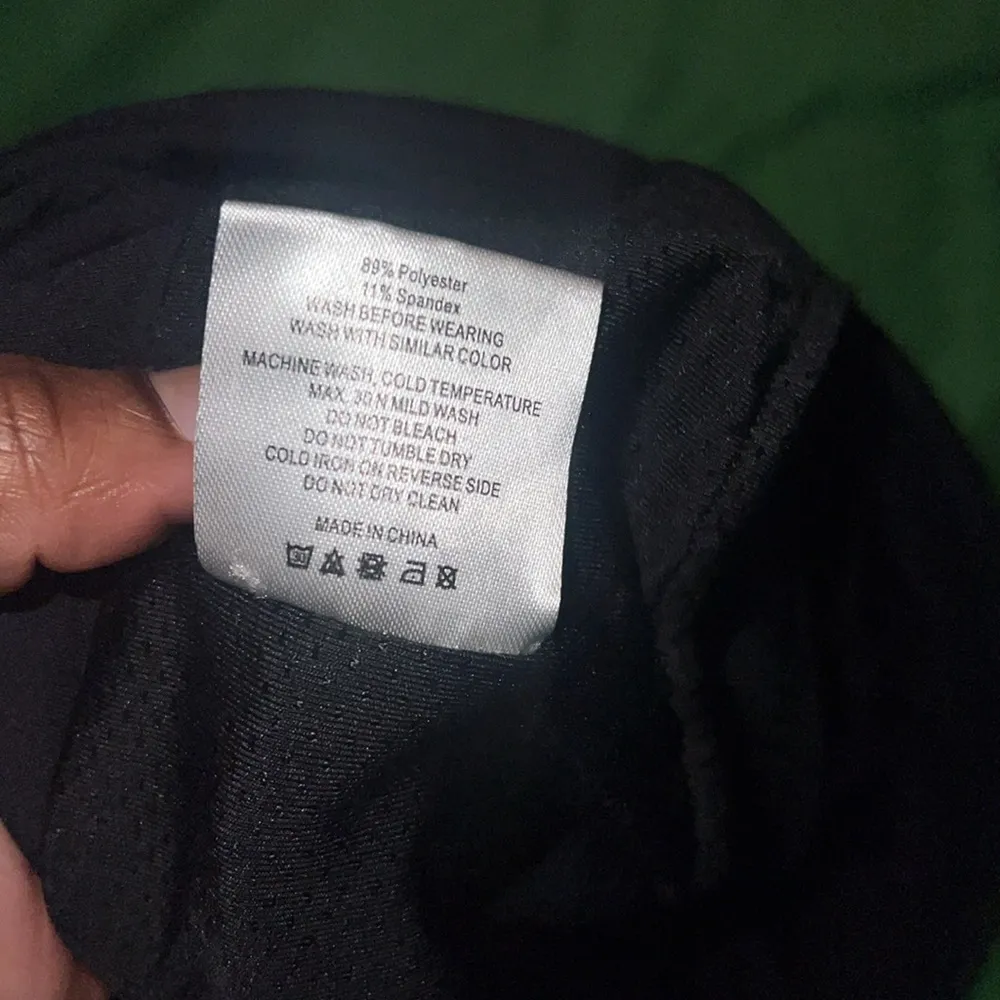 89% Polyester
11% Spandex
WASH BEFORE WEARING
WASH WITH SIMILAR COLOR
MACHINE WASH, COLD TEMPERATURE
MAX. 30 N MILD WASH
DO NOT BLEACH
DO NOT TUMBLE DRY
COLD IRON ON REVERSE SIDE
DO NOT DRY CLEAN
MADE IN CHINA
30